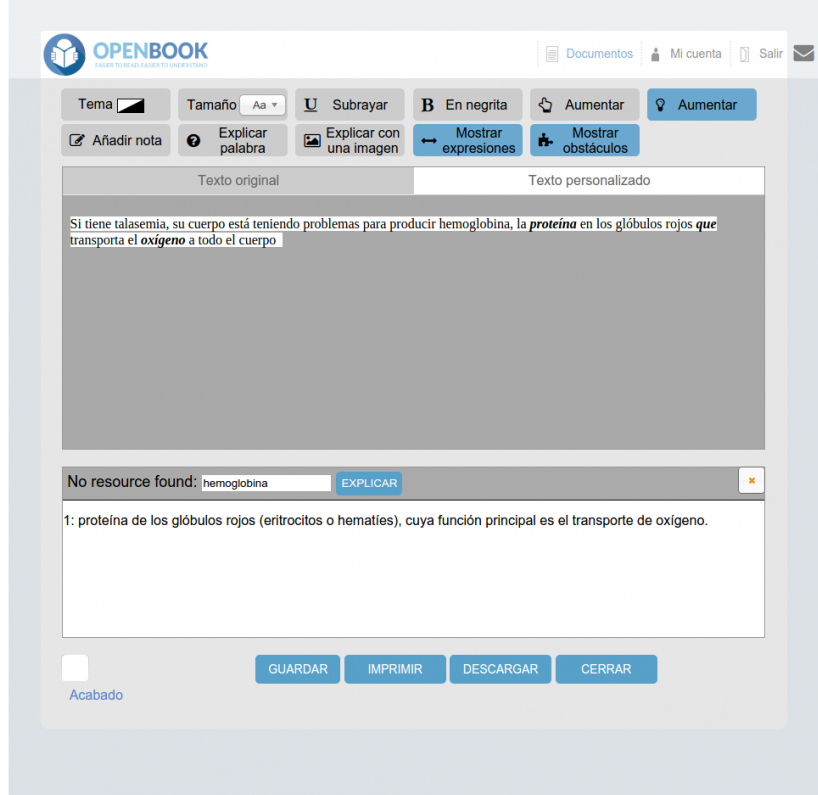 OPENBOOK
EASIER TO READ, EASIER TO UNDERSTAND
Documentos
Mi cuenta
Salir
Tema
Tamaño Aa
U Subrayar
B En negrita
Aumentar
Aumentar
Añadir nota
Explicar
palabra
Explicar con
una imagen
Mostrar
expresiones
Mostrar
obstáculos
Texto original
Texto personalizado
Si tiene talasemia, su cuerpo está teniendo problemas para producir hemoglobina, la proteína en los glóbulos rojos que
transporta el oxígeno a todo el cuerpo
No resource found: hemoglobina EXPLICAR
1: proteína de los glóbulos rojos (eritrocitos o hematíes), cuya función principal es el transporte de oxígeno.
GUARDAR
IMPRIMIR
DESCARGAR
CERRAR
Acabado